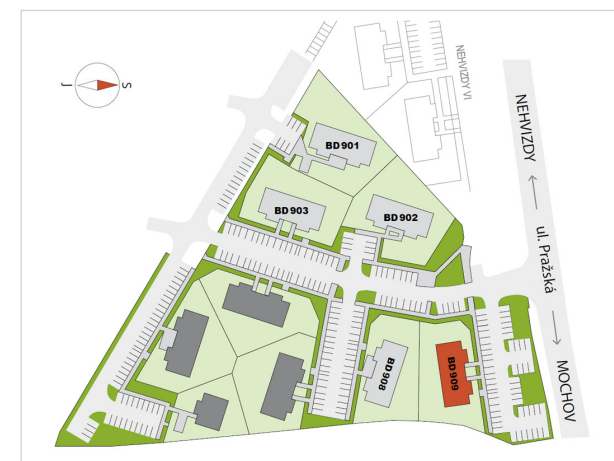 NEHVIZDY VI
J S
BD 901
BD 903
BD 902
BD 908
BD 909
NEHVIZDY
ul. Pražská
MOCHOV